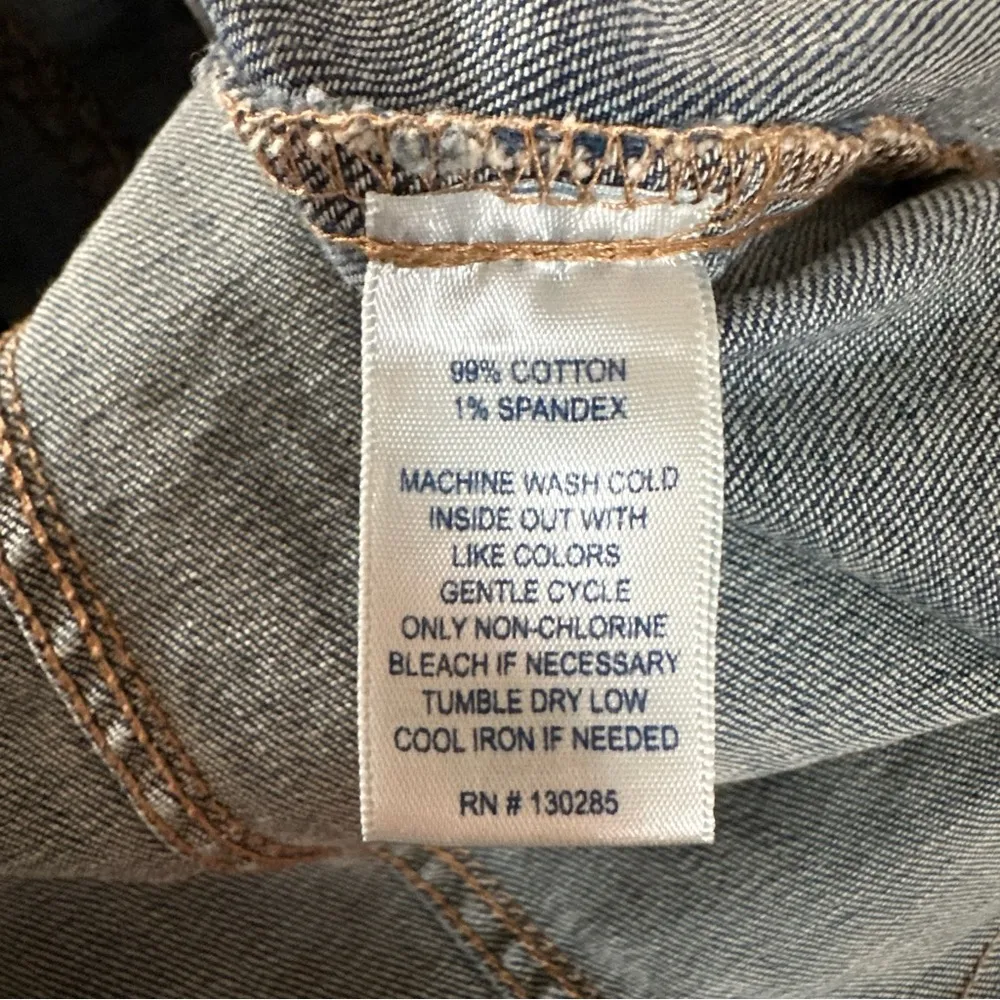 99% COTTON
1% SPANDEX
MACHINE WASH COLD
INSIDE OUT WITH
LIKE COLORS
GENTLE CYCLE
ONLY NON-CHLORINE
BLEACH IF NECESSARY
TUMBLE DRY LOW
COOL IRON IF NEEDED
RN # 130285